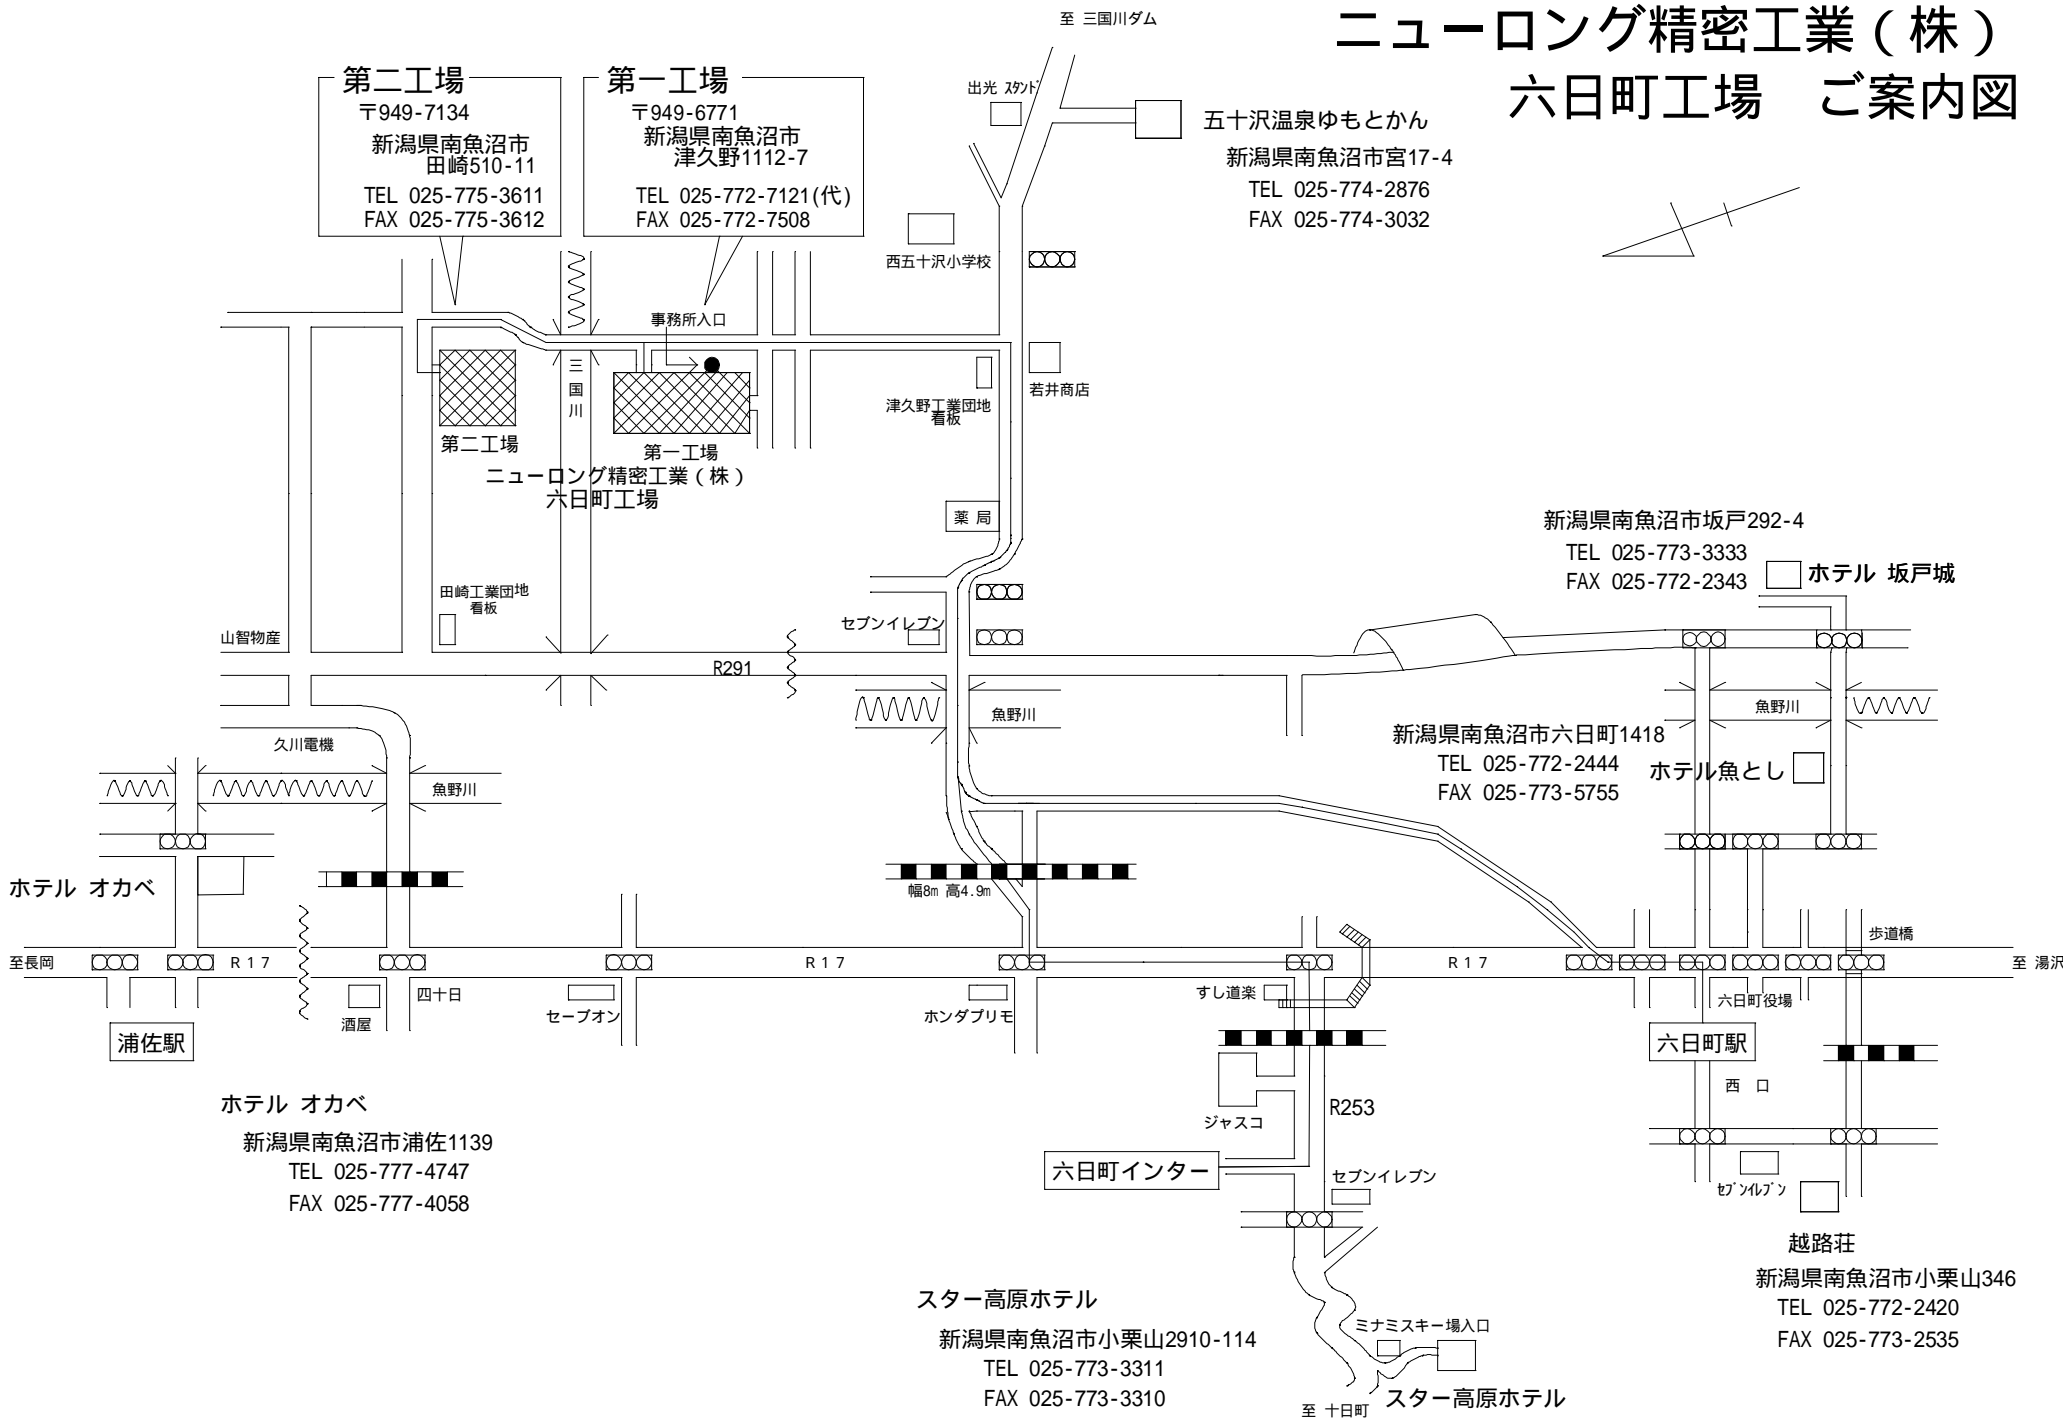 ニューロング精密工業（株）
六日町工場　ご案内図
至 三国川ダム
第二工場
〒949-7134
新潟県南魚沼市
田崎510-11
TEL 025-775-3611
FAX 025-775-3612
第一工場
〒949-6771
新潟県南魚沼市
津久野1112-7
TEL 025-772-7121(代)
FAX 025-772-7508
出光 ｽﾀﾝﾄﾞ
五十沢温泉ゆもとかん
新潟県南魚沼市宮17-4
TEL 025-774-2876
FAX 025-774-3032
西五十沢小学校
事務所入口
三国川
若井商店
津久野工業団地
看板
第二工場
第一工場
ニューロング精密工業（株）
六日町工場
薬 局
新潟県南魚沼市坂戸292-4
TEL 025-773-3333
FAX 025-772-2343
ホテル 坂戸城
田崎工業団地
看板
山智物産
セブンイレブン
R291
魚野川
魚野川
久川電機
魚野川
新潟県南魚沼市六日町1418
TEL 025-772-2444
FAX 025-773-5755
ホテル魚とし
ホテル オカベ
幅8m 高4.9m
歩道橋
至長岡
R17
R17
R17
至 湯沢
酒屋
四十日
セーブオン
ホンダプリモ
すし道楽
六日町役場
浦佐駅
六日町駅
西 口
ホテル オカベ
新潟県南魚沼市浦佐1139
TEL 025-777-4747
FAX 025-777-4058
ジャスコ
R253
六日町インター
セブンイレブン
ｾﾌﾞﾝｲﾚﾌﾞﾝ
越路荘
新潟県南魚沼市小栗山346
TEL 025-772-2420
FAX 025-773-2535
スター高原ホテル
新潟県南魚沼市小栗山2910-114
TEL 025-773-3311
FAX 025-773-3310
ミナミスキー場入口
スター高原ホテル
至 十日町